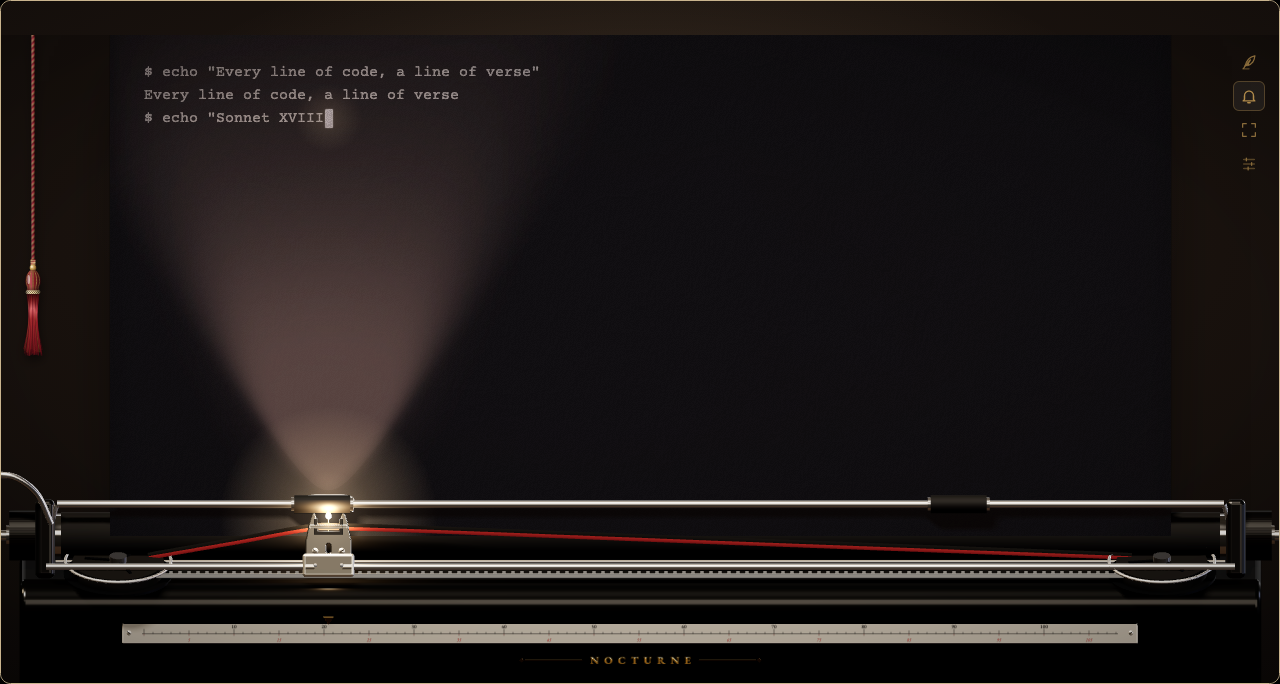 $ echo "Every line of code, a line of verse"
Every line of code, a line of verse
$ echo "Sonnet XVIII
NOCTURNE